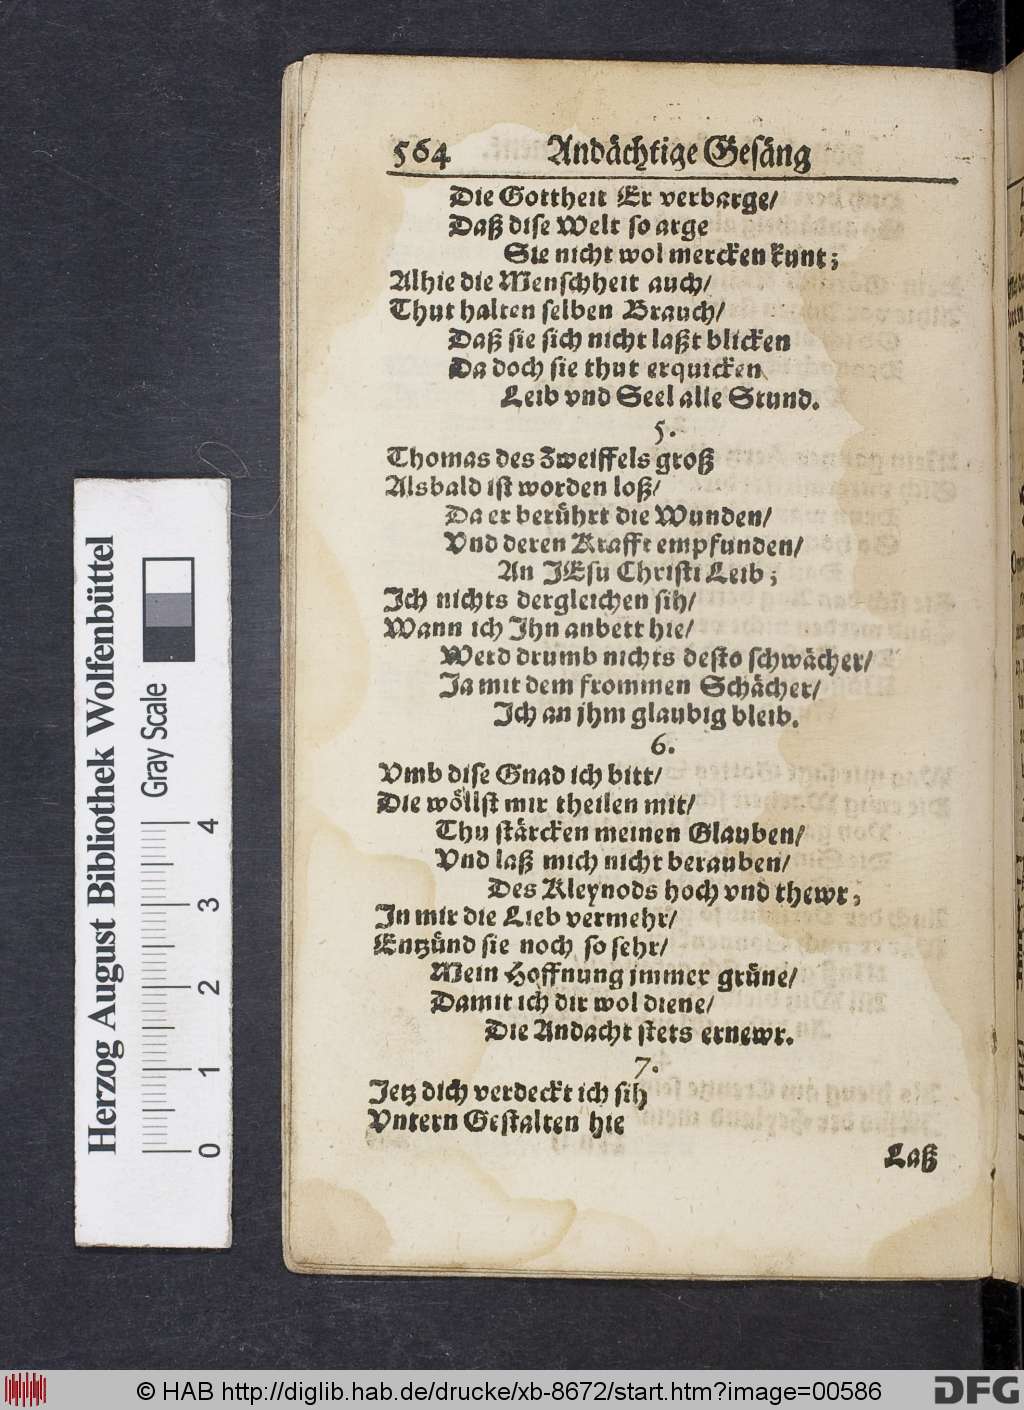 564 Andächtige Gesäng
Die Gottheit Er verbarge/
Daß dise Welt so arge
Sie nicht wol mercken kunt;
Alhie die Menschheit auch/
Thut halten selben Brauch/
Daß sie sich nicht laßt blicken
Da doch sie thut erquicken
Leib vnd Seel alle Stund.
5.
Thomas des Zweiffels groß
Alsbald ist worden loß/
Da er berührt die Wunden/
Vnd deren Krafft empfunden/
An JEsu Christi Leib;
Ich nichts dergleichen sih/
Wann ich Ihn anbett hie/
Werd drumb nichts desto schwächer/
Ja mit dem frommen Schächer/
Ich an jhm glaubig bleib.
6.
Vmb dise Gnad ich bitt/
Die wöllst mir theilen mit/
Thu stärcken meinen Glauben/
Vnd laß mich nicht berauben/
Des Kleynods hoch vnd thewr;
In mir die Lieb vermehr/
Entzünd sie noch so sehr/
Mein Hoffnung jmmer grüne/
Damit ich dir wol diene/
Die Andacht stets ernewr.
7.
Jetz dich verdeckt ich sih
Vntern Gestalten hie
Laß
Herzog August Bibliothek Wolfenbüttel
Gray Scale
0 1 2 3 4
© HAB http://diglib.hab.de/drucke/xb-8672/start.htm?image=00586
DFG